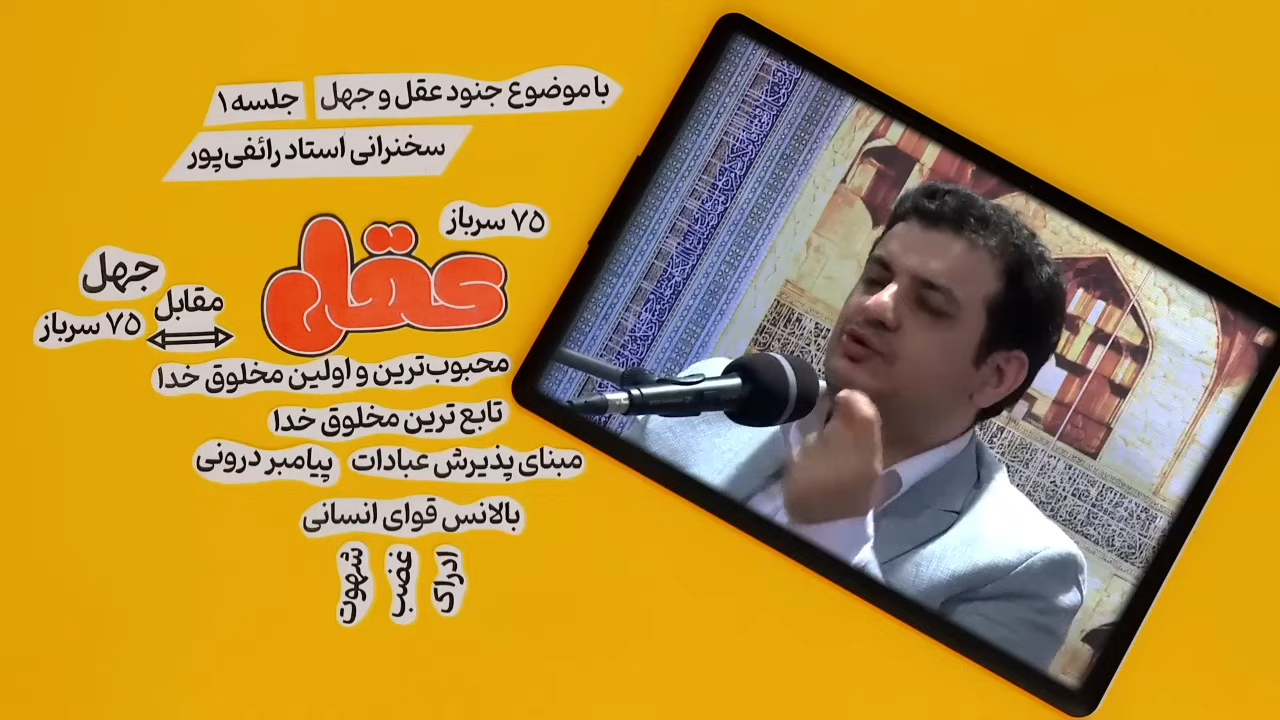 با موضوع جنود عقل و جهل جلسه ۱
سخنرانی استاد رائفی‌پور
۷۵ سرباز
عقل
جهل
مقابل
۷۵ سرباز
محبوب‌ترین و اولین مخلوق خدا
تابع ترین مخلوق خدا
مبنای پذیرش عبادات پیامبر درونی
بالانس قوای انسانی
ادراک
غضب
شهوت